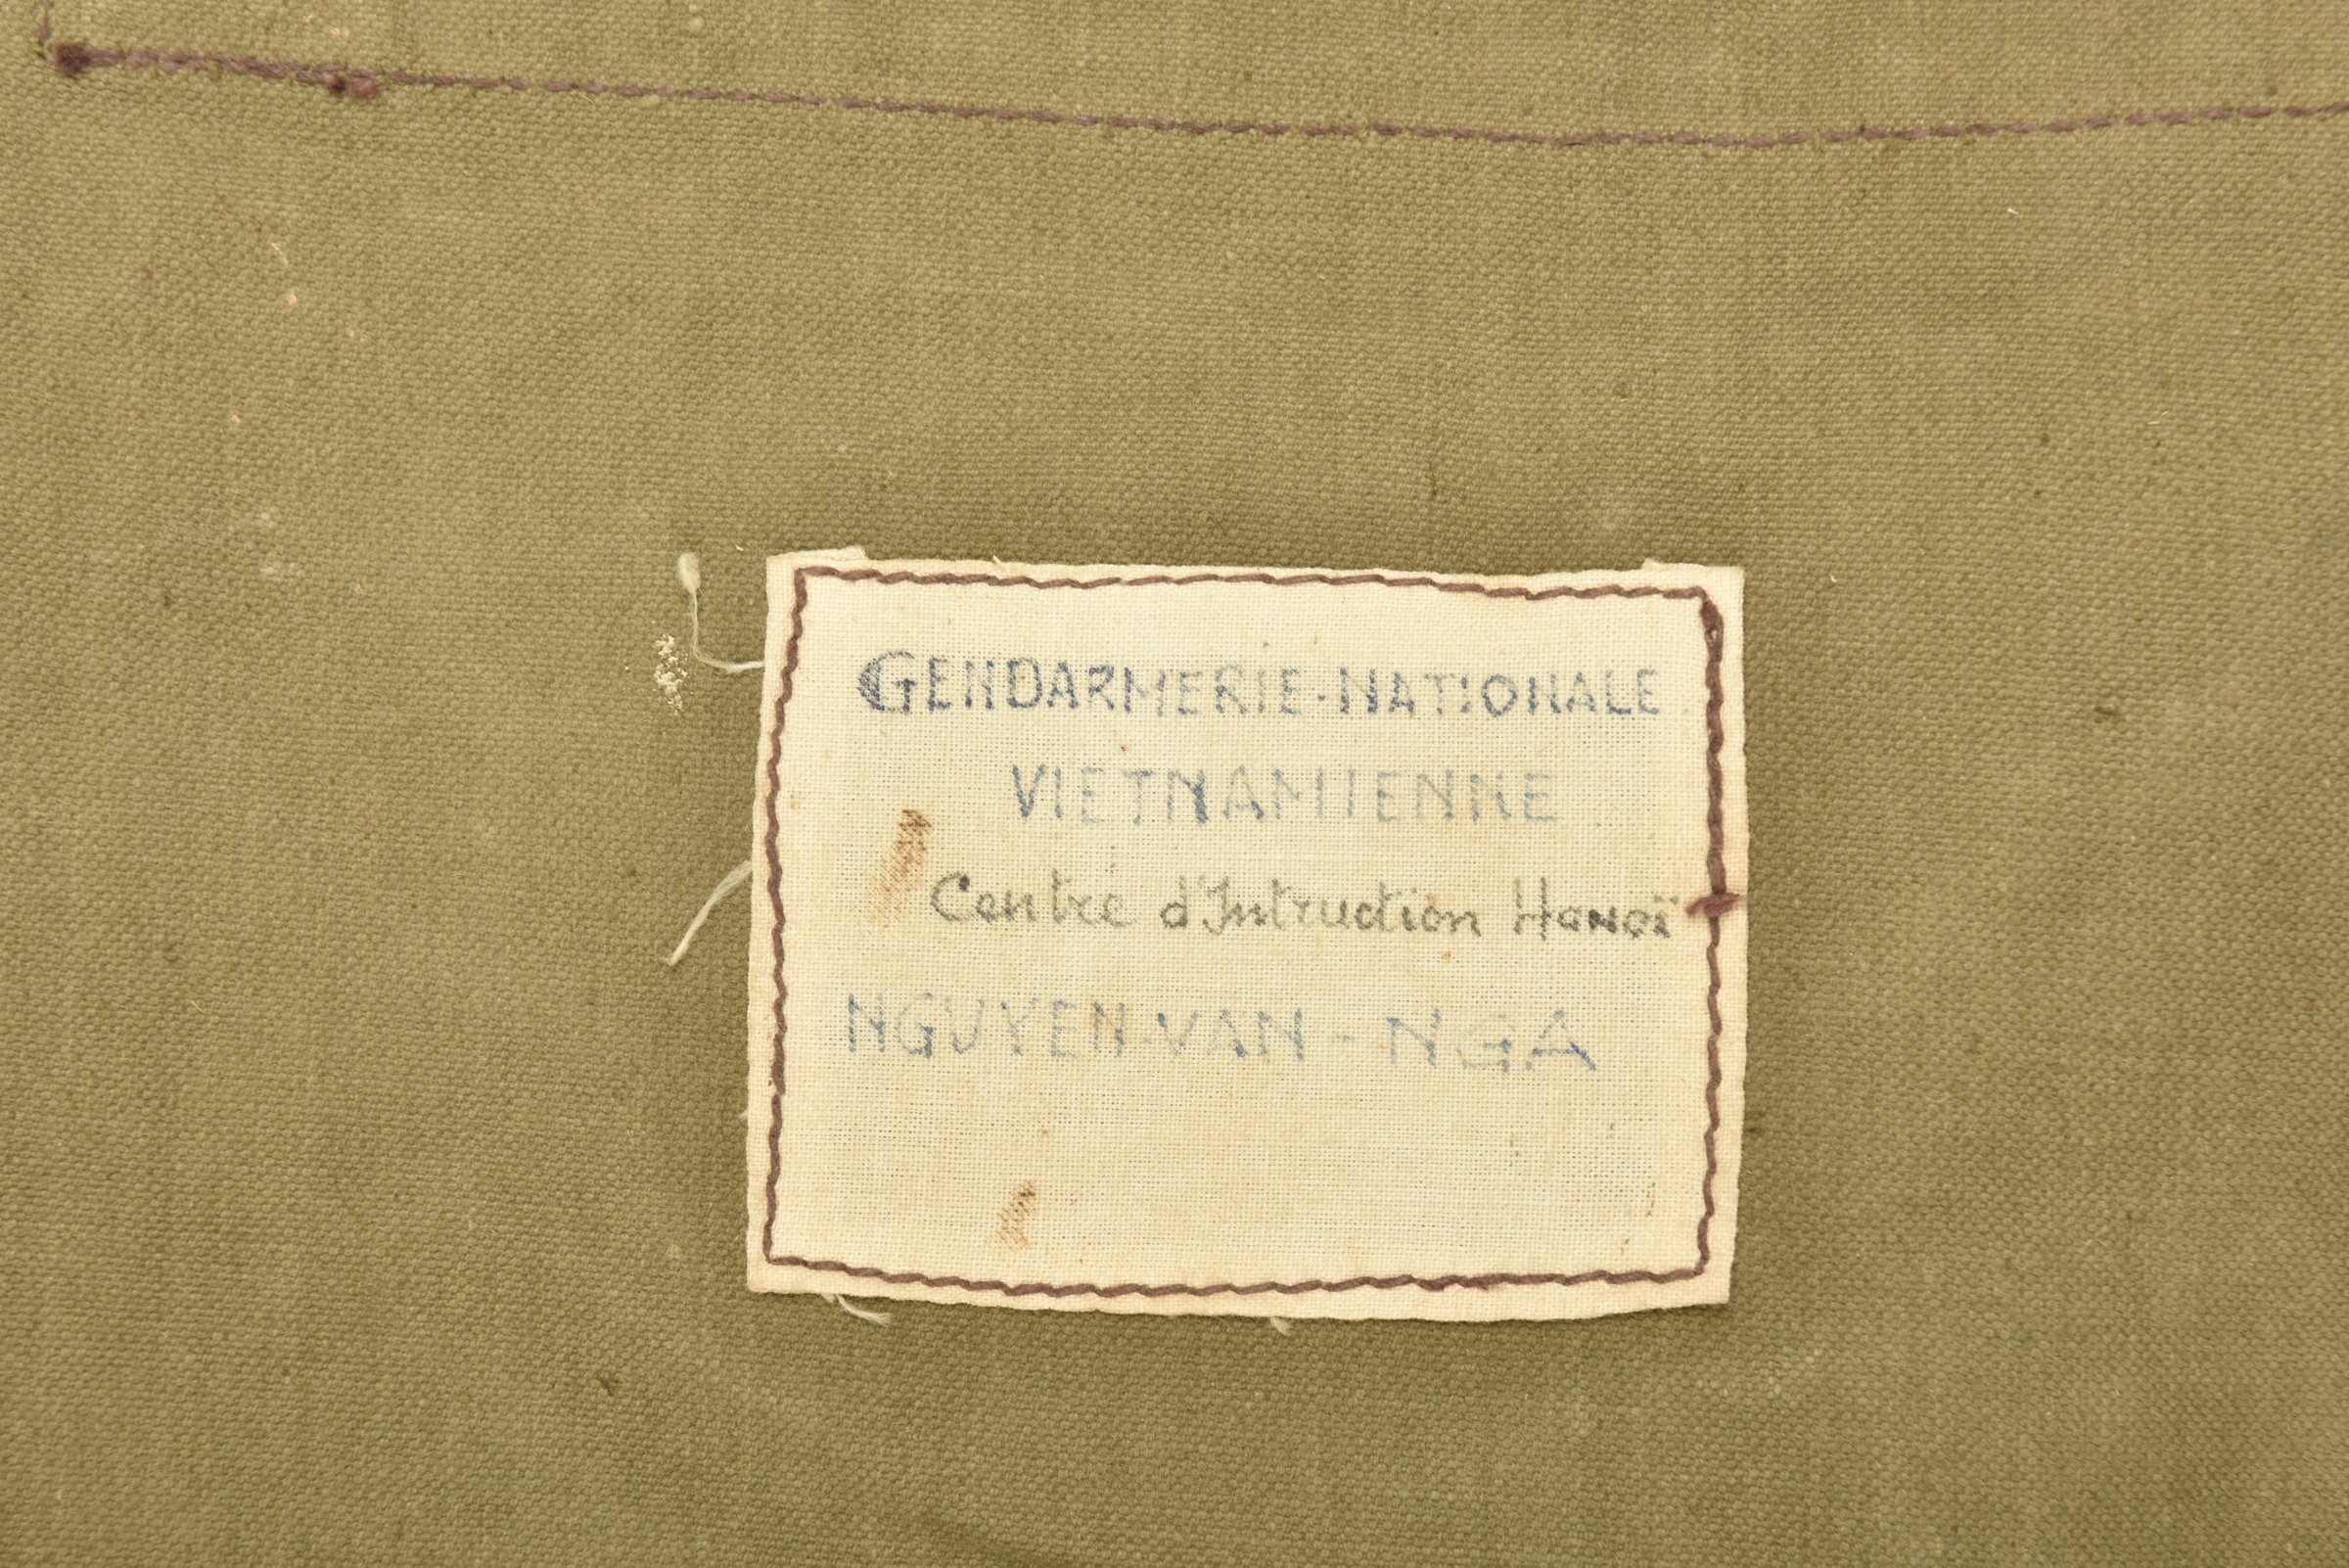 GENDARMERIE-NATIONALE
VIETNAMIENNE
Centre d'Intruction Hanoï
NGUYEN-VAN-NGA